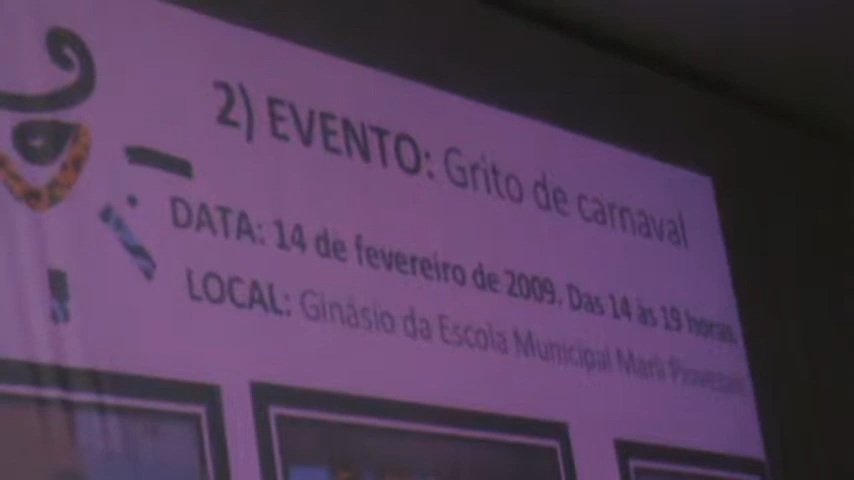 2) EVENTO: Grito de carnaval
DATA: 14 de fevereiro de 2009. Das 14 às 19 horas.
LOCAL: Ginásio da Escola Municipal